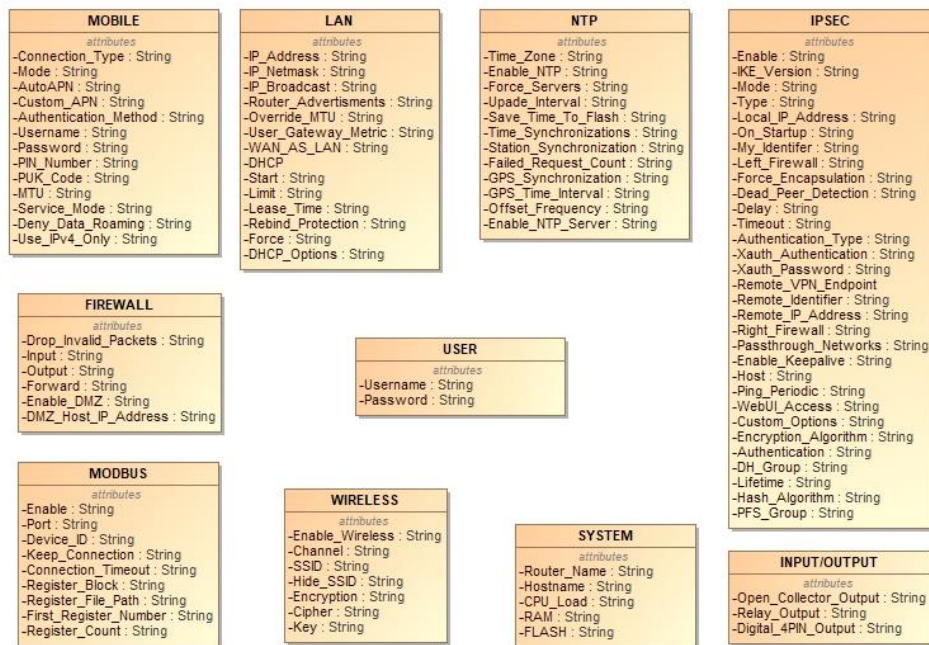 MOBILE
attributes
-Connection_Type : String
-Mode : String
-AutoAPN : String
-Custom_APN : String
-Authentication_Method : String
-Username : String
-Password : String
-PIN_Number : String
-PUK_Code : String
-MTU : String
-Service_Mode : String
-Deny_Data_Roaming : String
-Use_IPv4_Only : String
LAN
attributes
-IP_Address : String
-IP_Netmask : String
-IP_Broadcast : String
-Router_Advertisments : String
-Override_MTU : String
-User_Gateway_Metric : String
-WAN_AS_LAN : String
-DHCP
-Start : String
-Limit : String
-Lease_Time : String
-Rebind_Protection : String
-Force : String
-DHCP_Options : String
NTP
attributes
-Time_Zone : String
-Enable_NTP : String
-Force_Servers : String
-Upade_Interval : String
-Save_Time_To_Flash : String
-Time_Synchronizations : String
-Station_Synchronization : String
-Failed_Request_Count : String
-GPS_Synchronization : String
-GPS_Time_Interval : String
-Offset_Frequency : String
-Enable_NTP_Server : String
IPSEC
attributes
-Enable : String
-IKE_Version : String
-Mode : String
-Type : String
-Local_IP_Address : String
-On_Startup : String
-My_Identifer : String
-Left_Firewall : String
-Force_Encapsulation : String
-Dead_Peer_Detection : String
-Delay : String
-Timeout : String
-Authentication_Type : String
-Xauth_Authentication : String
-Xauth_Password : String
-Remote_VPN_Endpoint
-Remote_Identifier : String
-Remote_IP_Address : String
-Right_Firewall : String
-Passthrough_Networks : String
-Enable_Keepalive : String
-Host : String
-Ping_Periodic : String
-WebUI_Access : String
-Custom_Options : String
-Encryption_Algorithm : String
-Authentication : String
-DH_Group : String
-Lifetime : String
-Hash_Algorithm : String
-PFS_Group : String
FIREWALL
attributes
-Drop_Invalid_Packets : String
-Input : String
-Output : String
-Forward : String
-Enable_DMZ : String
-DMZ_Host_IP_Address : String
USER
attributes
-Username : String
-Password : String
MODBUS
attributes
-Enable : String
-Port : String
-Device_ID : String
-Keep_Connection : String
-Connection_Timeout : String
-Register_Block : String
-Register_File_Path : String
-First_Register_Number : String
-Register_Count : String
WIRELESS
attributes
-Enable_Wireless : String
-Channel : String
-SSID : String
-Hide_SSID : String
-Encryption : String
-Cipher : String
-Key : String
SYSTEM
attributes
-Router_Name : String
-Hostname : String
-CPU_Load : String
-RAM : String
-FLASH : String
INPUT/OUTPUT
attributes
-Open_Collector_Output : String
-Relay_Output : String
-Digital_4PIN_Output : String